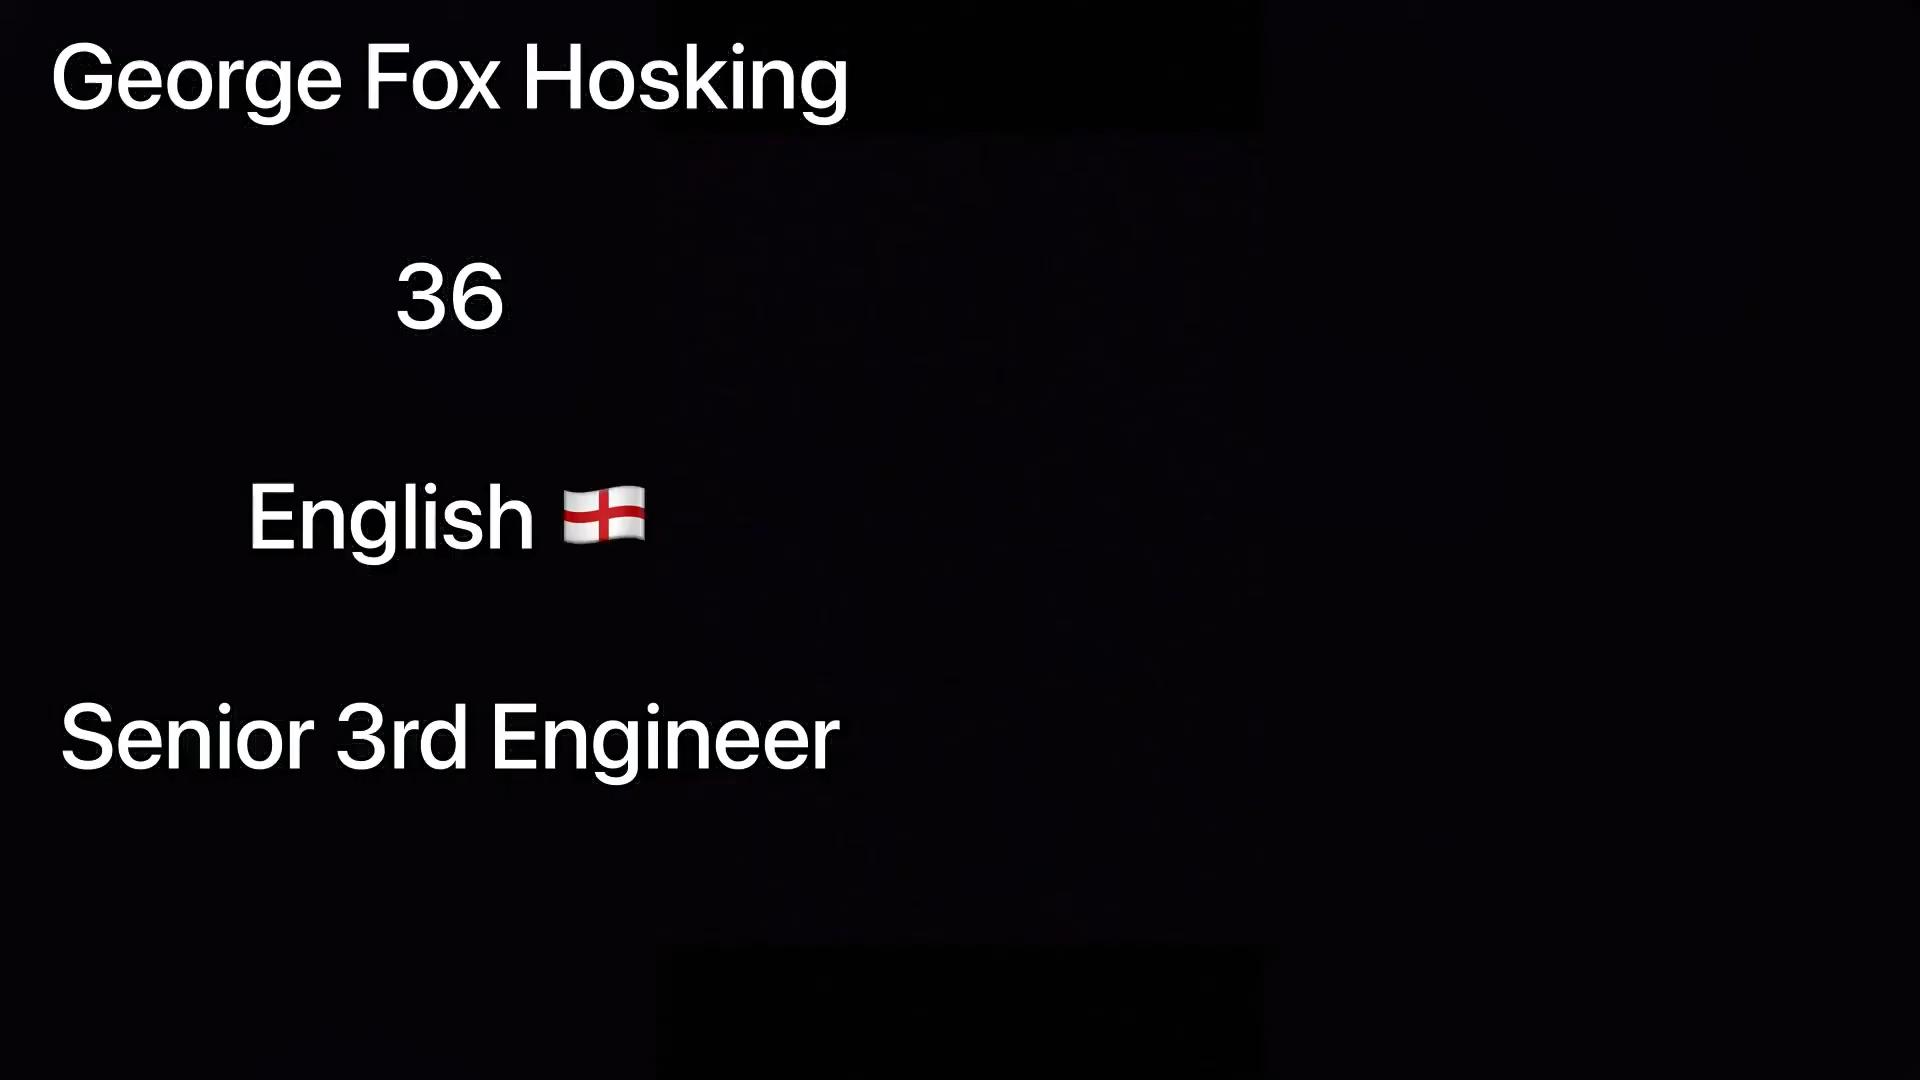 George Fox Hosking
36
English 🏴󠁧󠁢󠁥󠁮󠁧󠁿
Senior 3rd Engineer